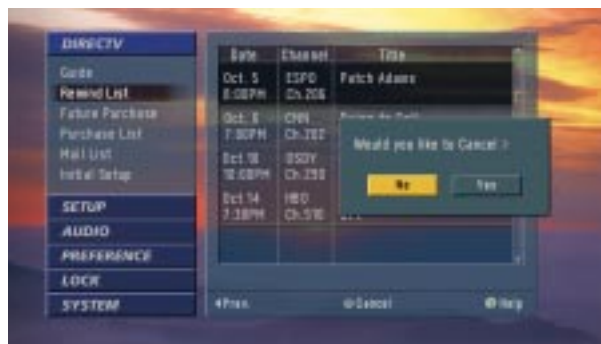 DIRECTV
Guide
Remind List
Future Purchase
Purchase List
Mail List
Initial Setup
SETUP
AUDIO
PREFERENCE
LOCK
SYSTEM
Date Channel Title
Oct. 5 ESPD Patch Adams
8:00PM Ch.206
Oct. 6 CNN
7:00PM Ch.202
Oct.10 DSDY
10:00PM Ch.290
Oct.14 HBO
7:30PM Ch.510
Would you like to Cancel ?
No Yes
Prev. Cancel Help